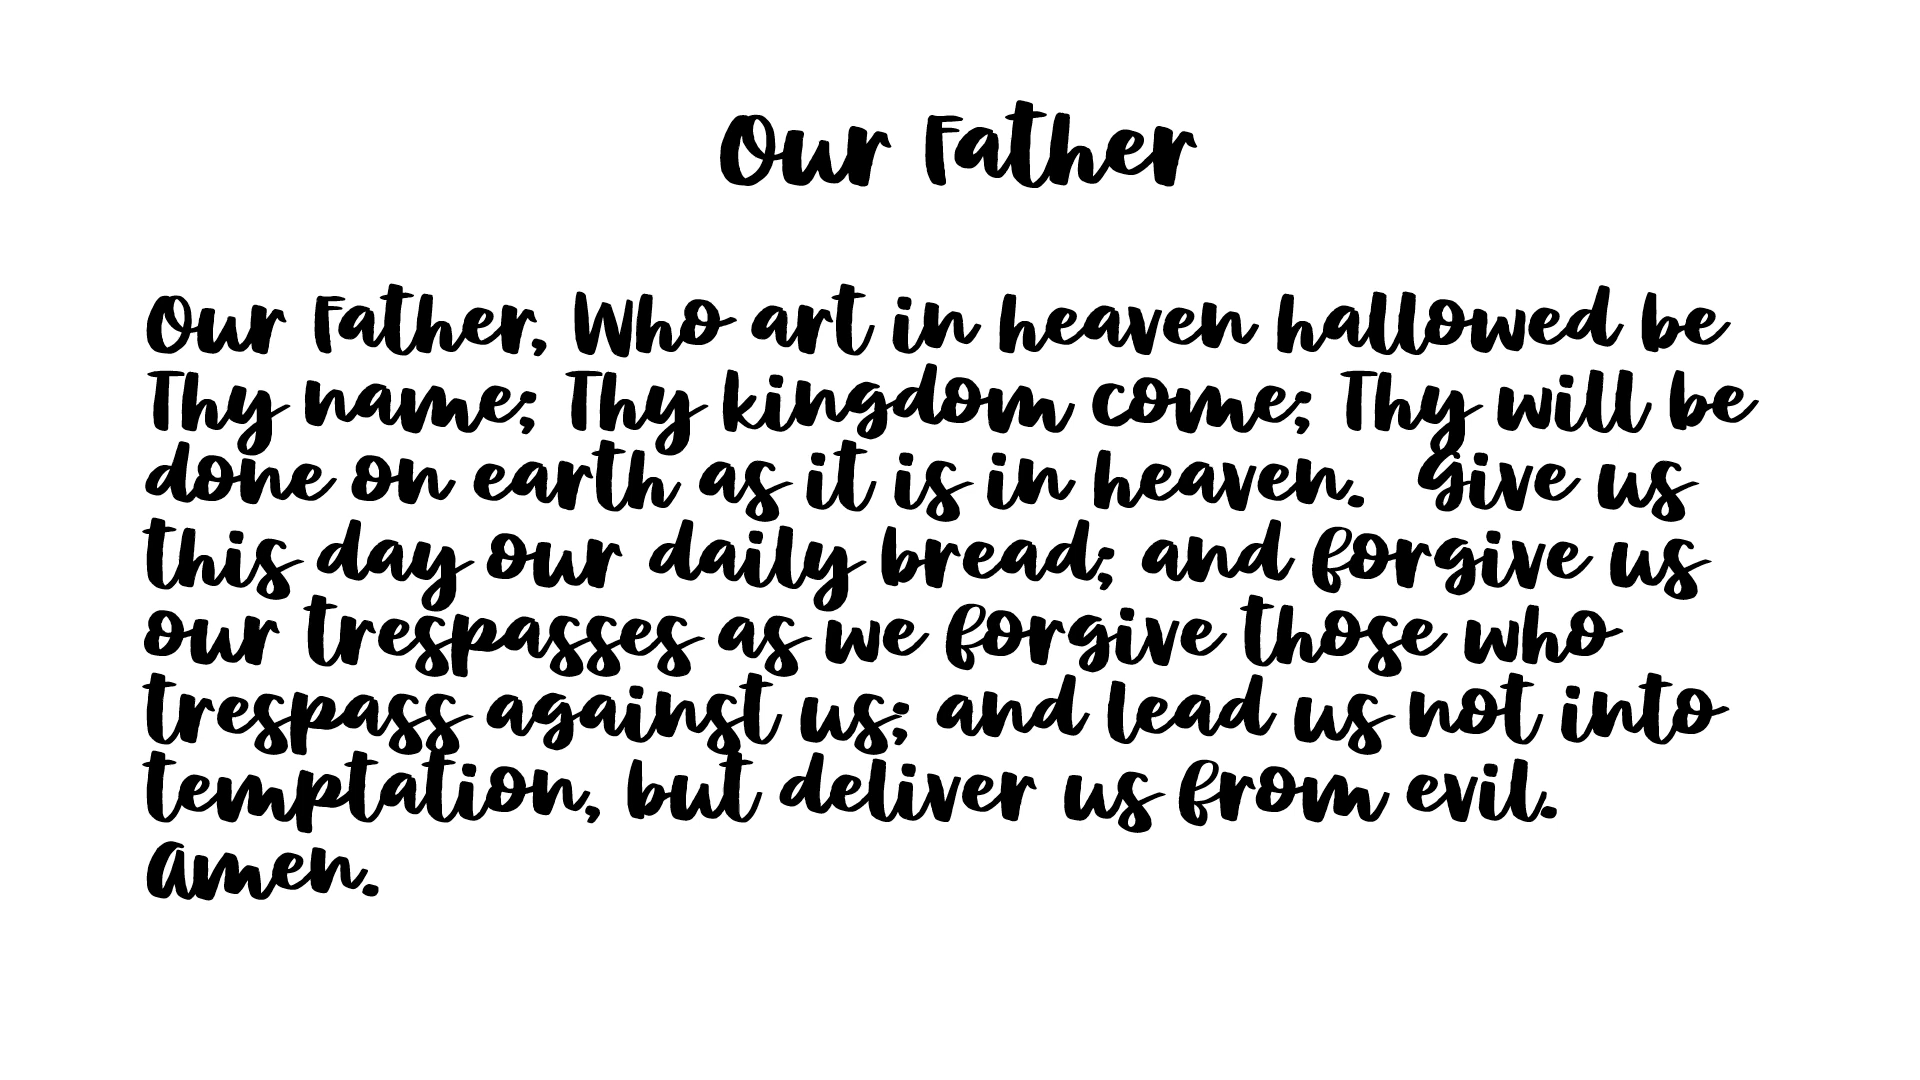 Our Father
Our Father, Who art in heaven hallowed be
Thy name; Thy kingdom come; Thy will be
done on earth as it is in heaven.   Give us
this day our daily bread; and forgive us
our trespasses as we forgive those who
trespass against us; and lead us not into
temptation, but deliver us from evil.
Amen.